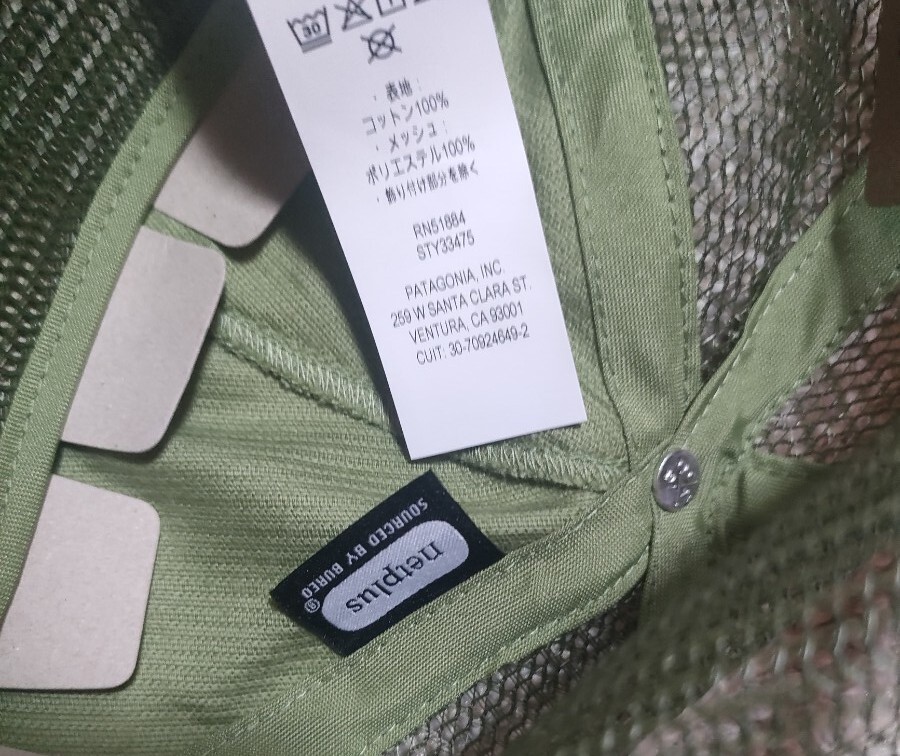 30
・表地:
コットン100%
・メッシュ:
ポリエステル100%
・飾り付け部分を除く
RN51884
STY33475
PATAGONIA, INC.
259 W SANTA CLARA ST.
VENTURA, CA 93001
CUIT: 30-70924649-2
netplus®
SOURCED BY BUREO